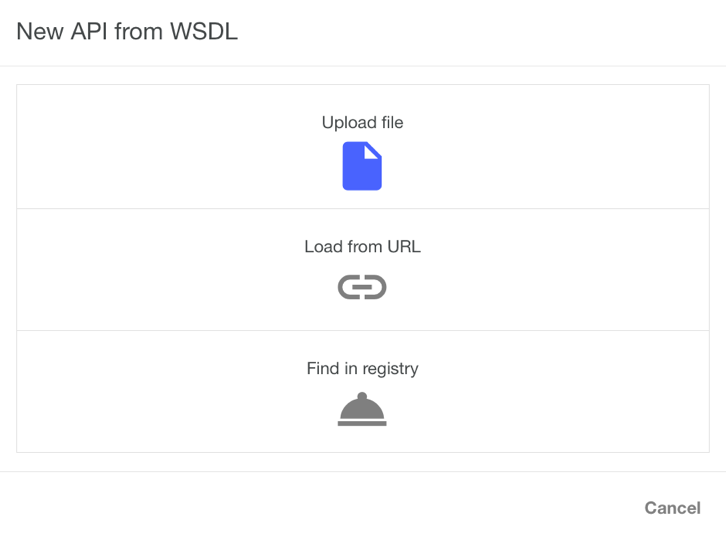 New API from WSDL
Upload file
Load from URL
Find in registry
Cancel